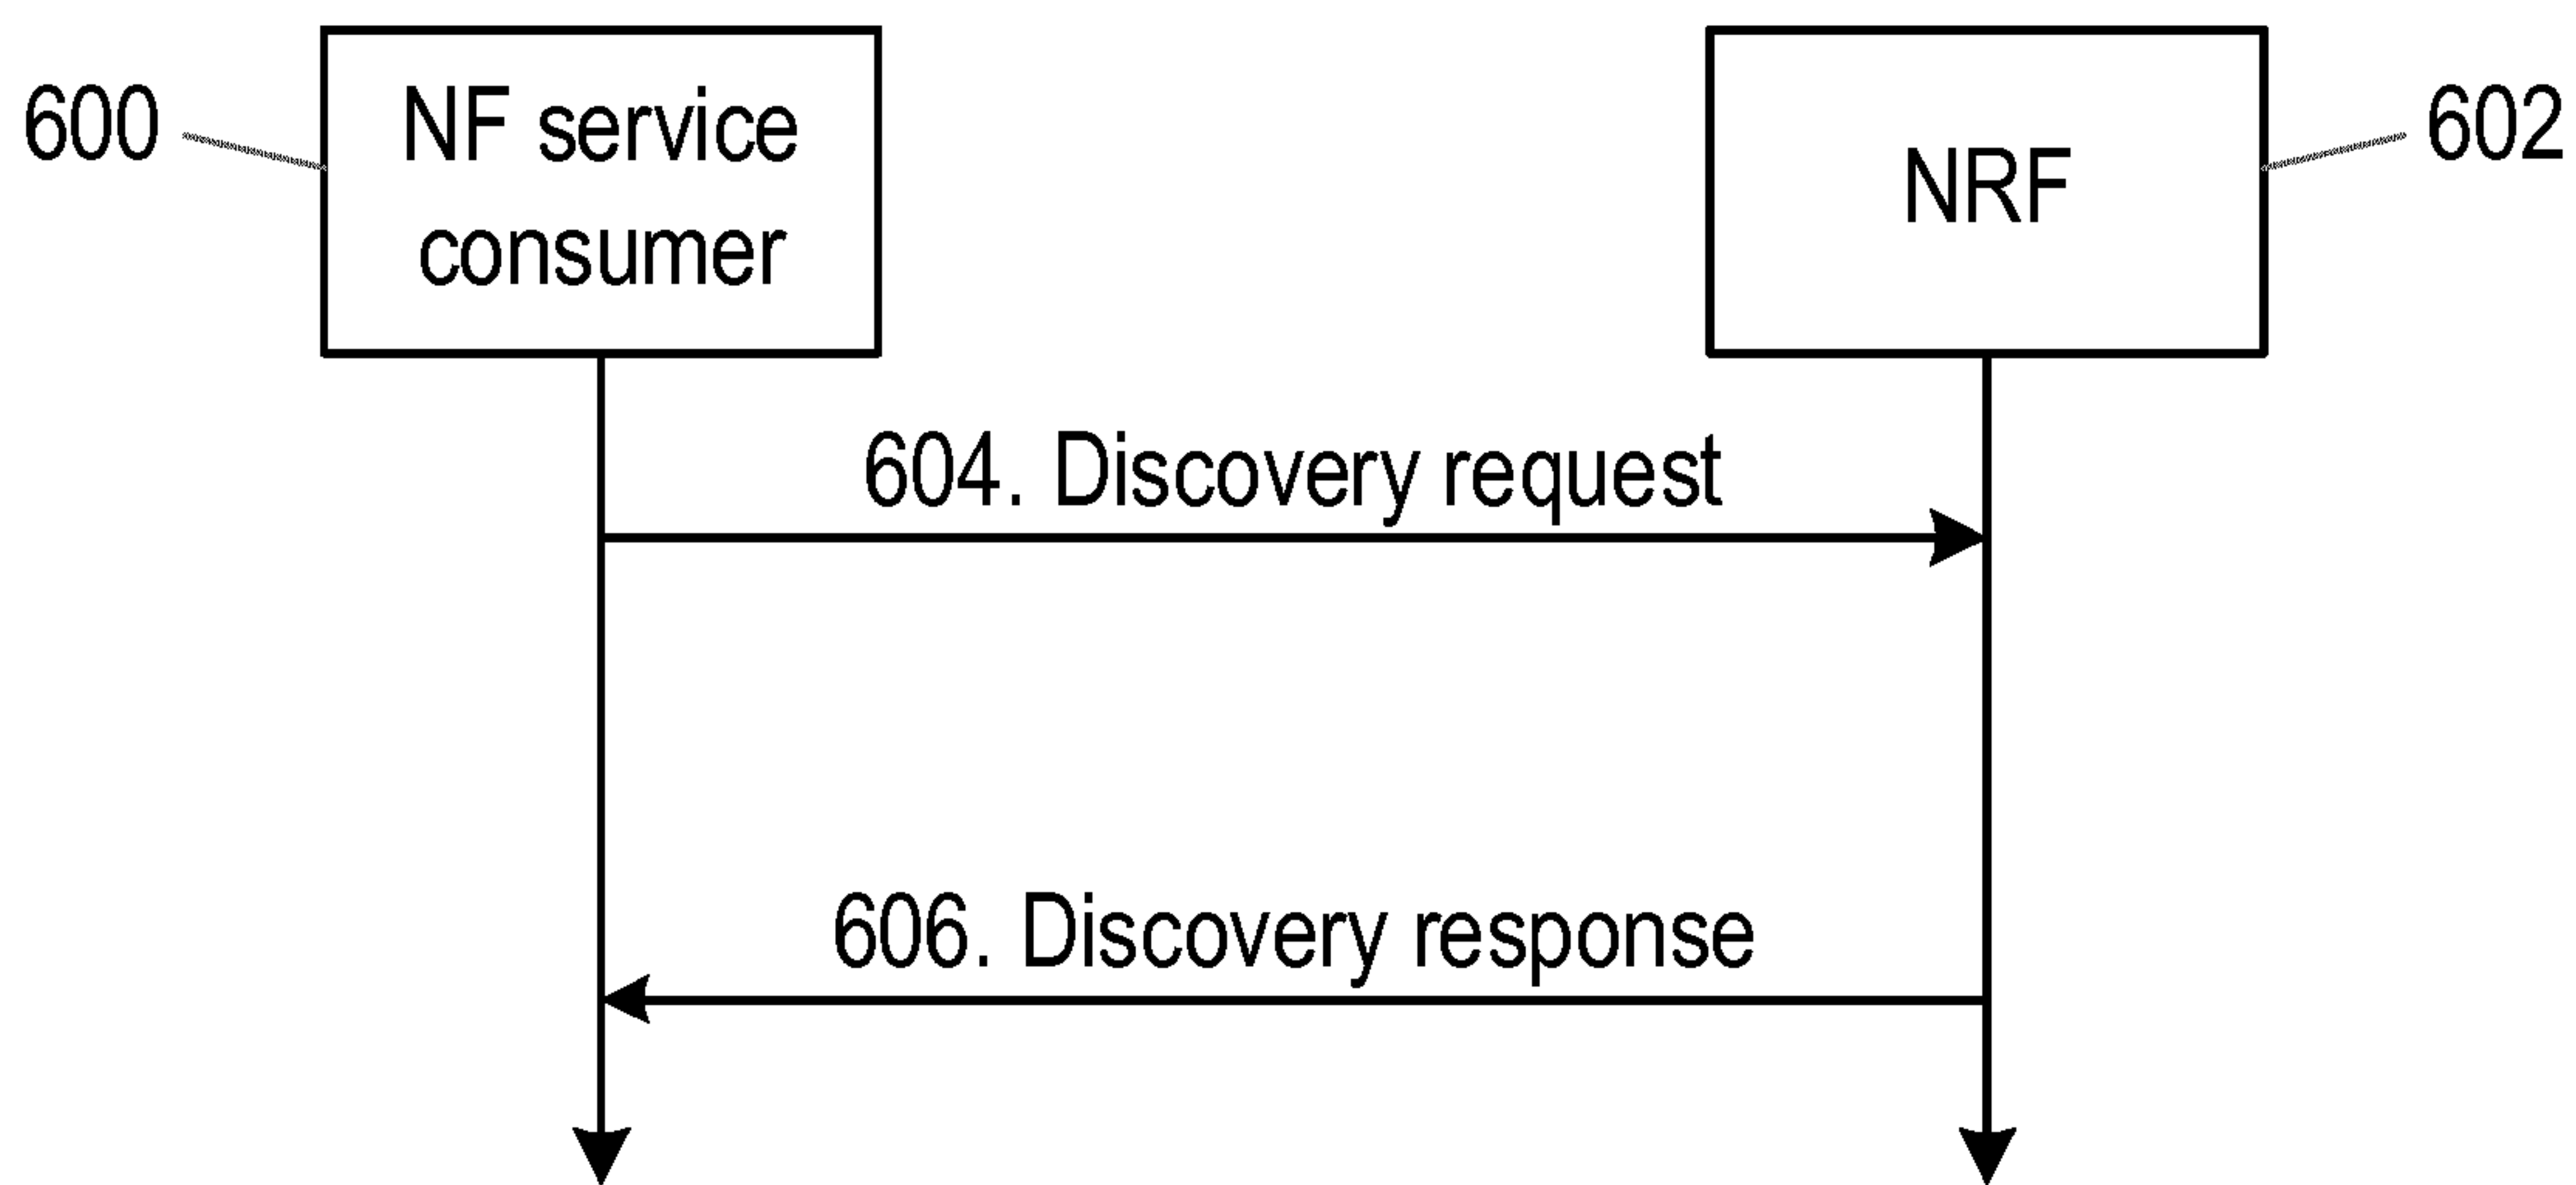 600
NF service
consumer
NRF
602
604. Discovery request
606. Discovery response